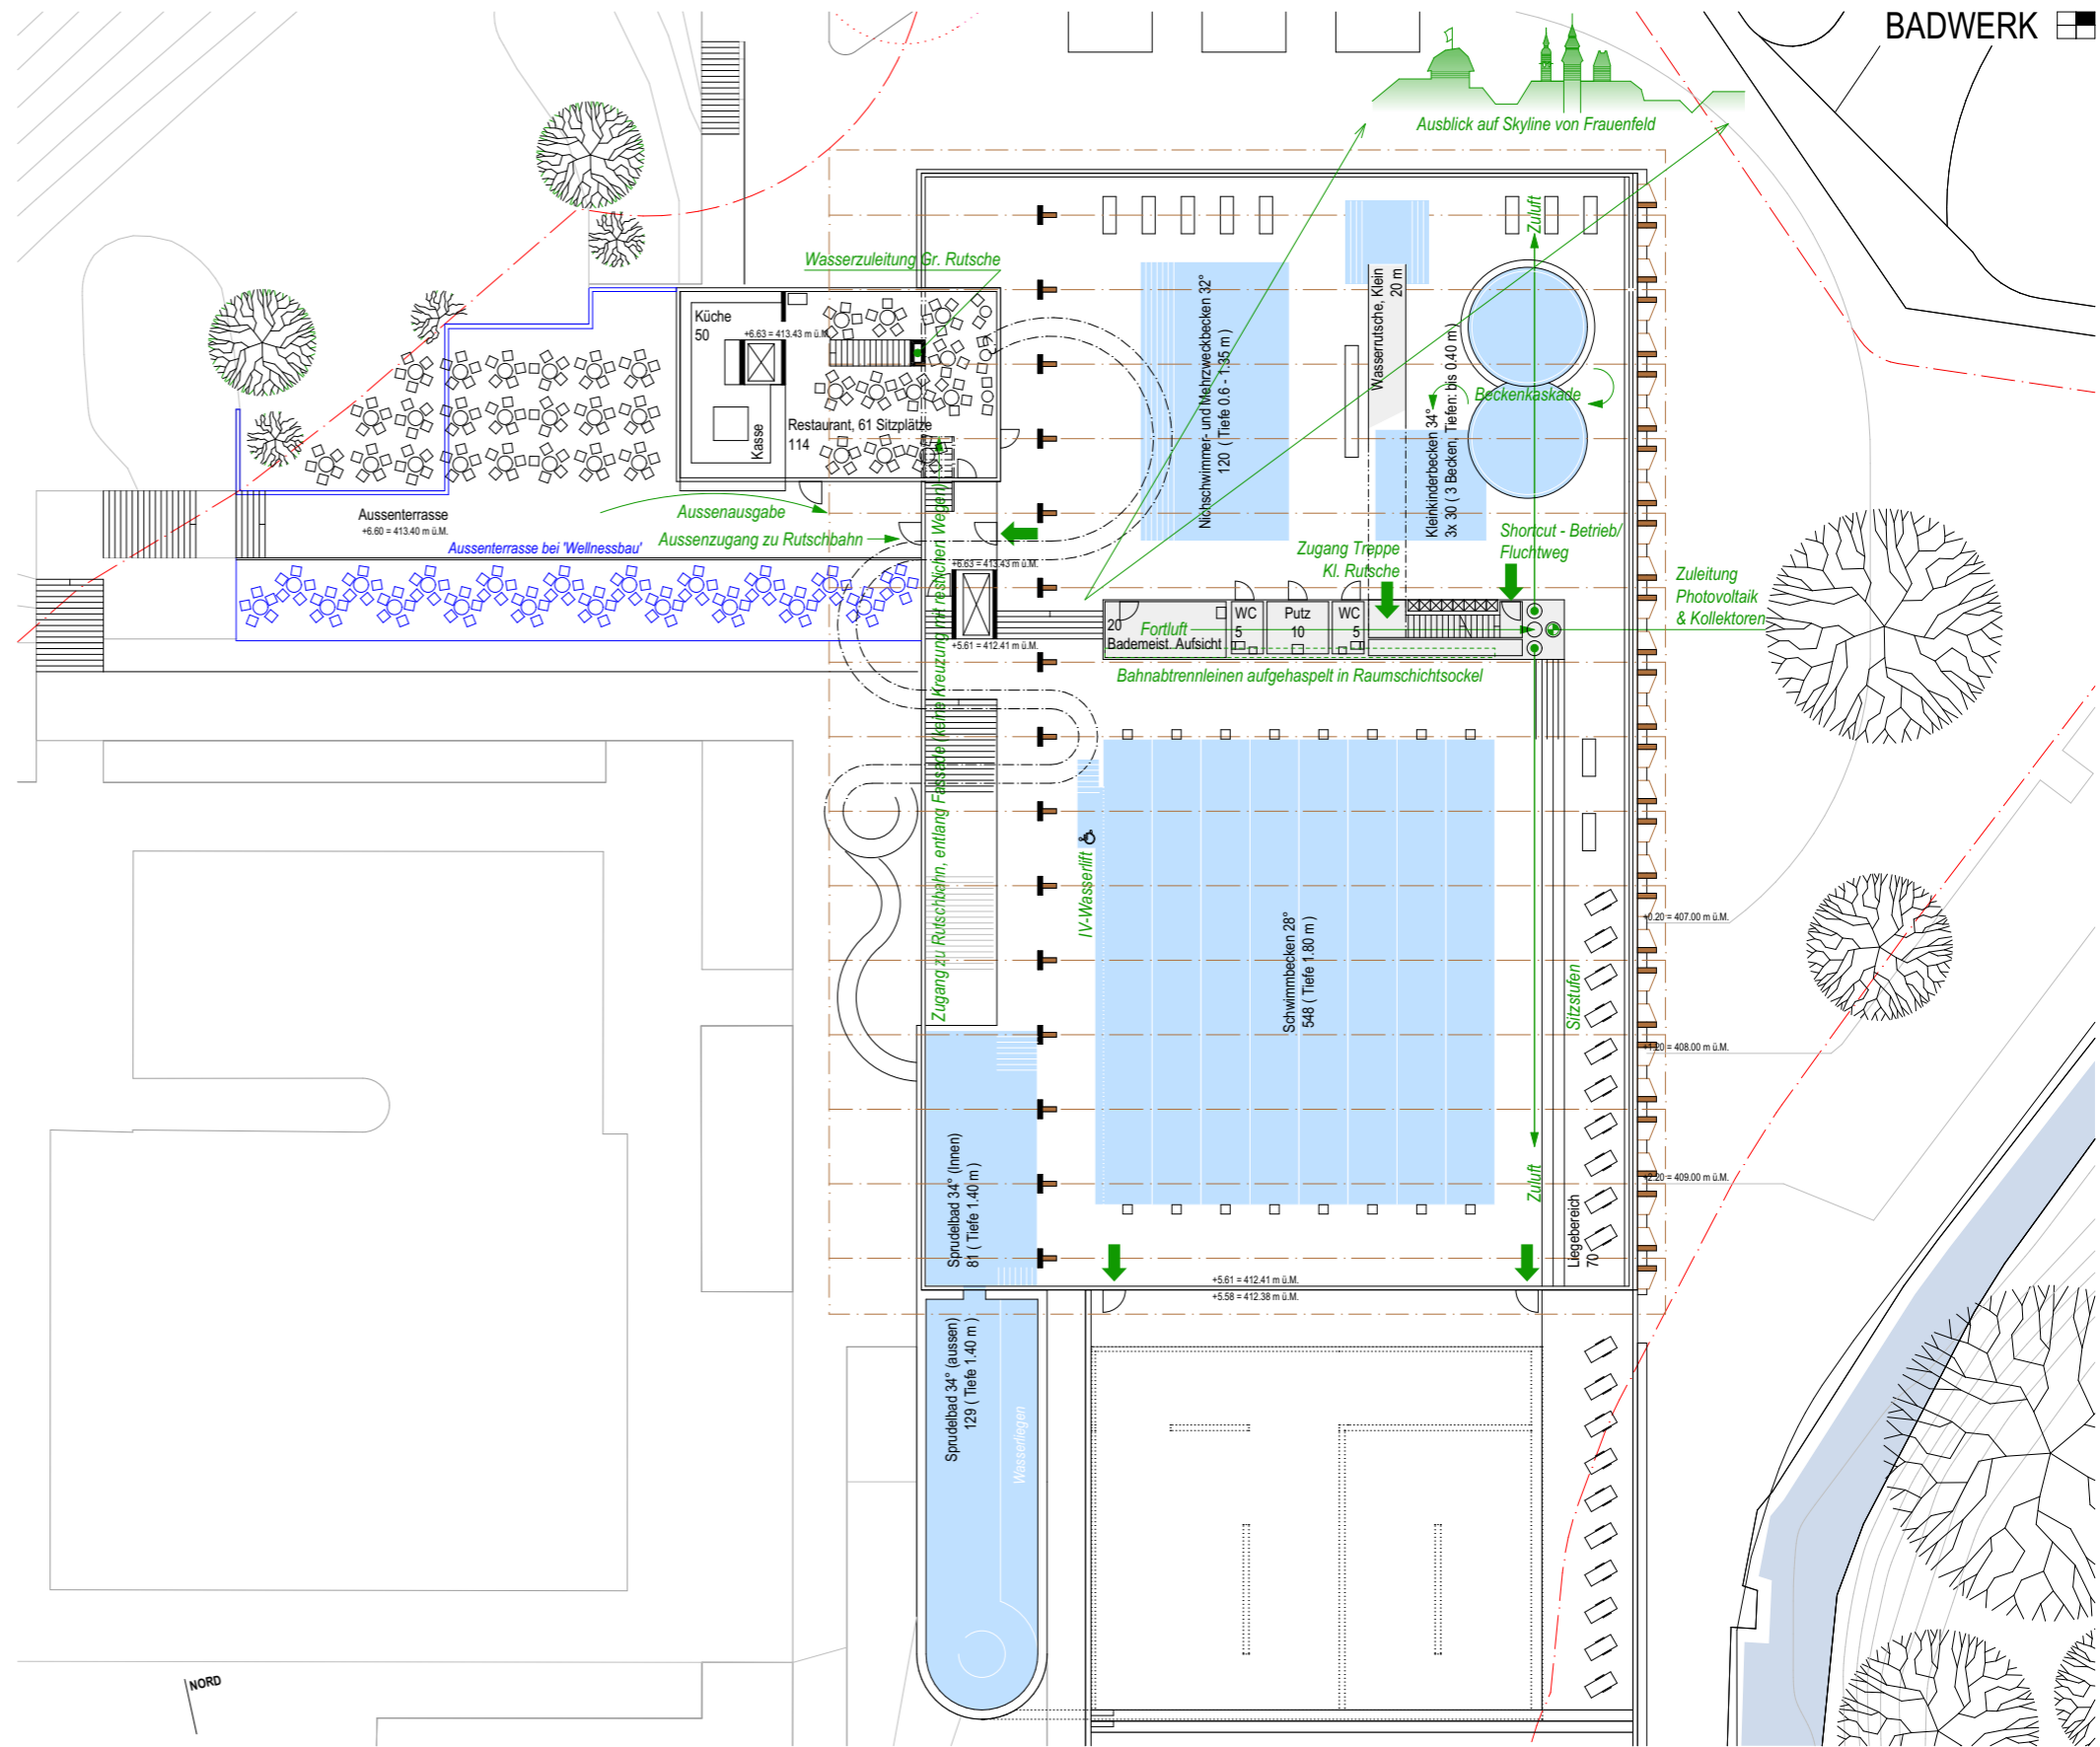 BADWERK
Ausblick auf Skyline von Frauenfeld
Zuluft
Wasserzuleitung Gr. Rutsche
Küche
50
+6.63 = 413.43 m ü.M.
Kasse
Restaurant, 61 Sitzplätze
114
Nichschwimmer- und Mehrzweckbecken 32°
120 ( Tiefe 0.6 - 1.35 m )
Wasserrutsche, Klein
20 m
Kleinkinderbecken 34°
3x 30 ( 3 Becken, Tiefen: bis 0.40 m )
Beckenkaskade
Aussenterrasse
+6.60 = 413.40 m ü.M.
Aussenausgabe
Aussenzugang zu Rutschbahn
Aussenterrasse bei 'Wellnessbau'
Zugang Treppe
Kl. Rutsche
Shortcut - Betrieb/
Fluchtweg
Zuleitung
Photovoltaik
& Kollektoren
+6.63 = 413.43 m ü.M.
+5.61 = 412.41 m ü.M.
20
Bademeist. Aufsicht
Fortluft
WC
5
Putz
10
WC
5
Bahnabtrennleinen aufgehaspelt in Raumschichtsockel
Zugang zu Rutschbahn, entlang Fassade (keine Kreuzung mit restlichen Wegen)
IV-Wasserlift
Schwimmbecken 28°
548 ( Tiefe 1.80 m )
Sitzstufen
+0.20 = 407.00 m ü.M.
+1.20 = 408.00 m ü.M.
+2.20 = 409.00 m ü.M.
Zuluft
Liegebereich
70
Sprudelbad 34° (Innen)
81 ( Tiefe 1.40 m )
+5.61 = 412.41 m ü.M.
+5.58 = 412.38 m ü.M.
Sprudelbad 34° (aussen)
129 ( Tiefe 1.40 m )
Wasserliegen
NORD